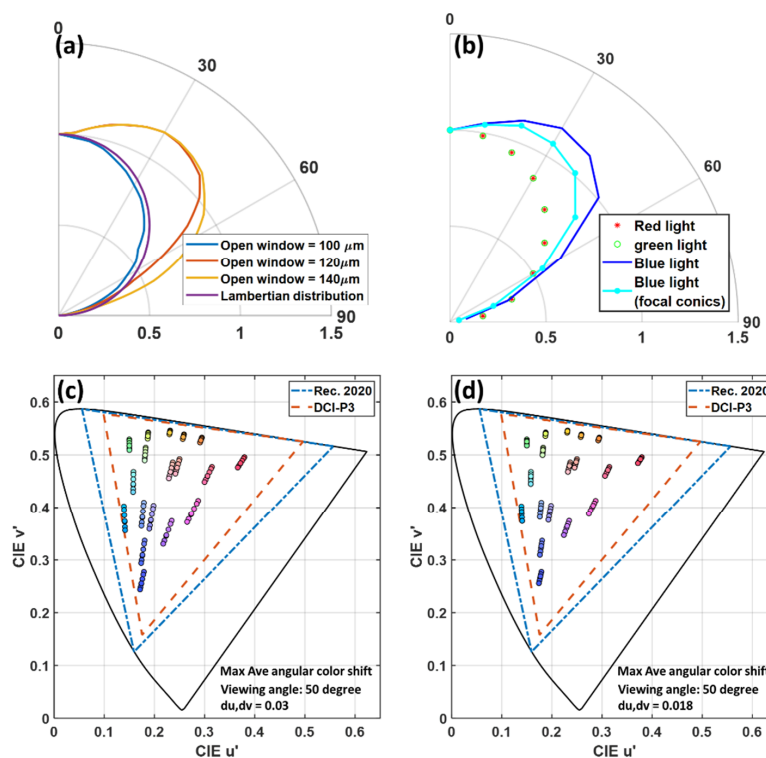 (a)
0
30
60
90
0
0.5
1
1.5
Open window = 100 μm
Open window = 120μm
Open window = 140μm
Lambertian distribution
(b)
0
30
60
90
0
0.5
1
1.5
Red light
green light
Blue light
Blue light
(focal conics)
(c)
CIE v'
0.6
0.5
0.4
0.3
0.2
0.1
0
0
0.1
0.2
0.3
0.4
0.5
0.6
CIE u'
Rec. 2020
DCI-P3
Max Ave angular color shift
Viewing angle: 50 degree
du,dv = 0.03
(d)
CIE v'
0.6
0.5
0.4
0.3
0.2
0.1
0
0
0.1
0.2
0.3
0.4
0.5
0.6
CIE u'
Rec. 2020
DCI-P3
Max Ave angular color shift
Viewing angle: 50 degree
du,dv = 0.018